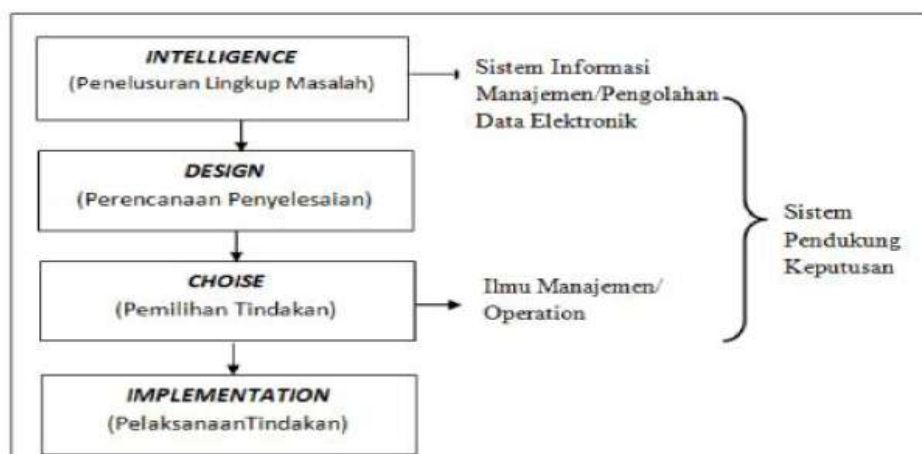 INTELLIGENCE
(Penelusuran Lingkup Masalah)
Sistem Informasi
Manajemen/Pengolahan
Data Elektronik
DESIGN
(Perencanaan Penyelesaian)
Sistem
Pendukung
Keputusan
CHOISE
(Pemilihan Tindakan)
Ilmu Manajemen/
Operation
IMPLEMENTATION
(PelaksanaanTindakan)